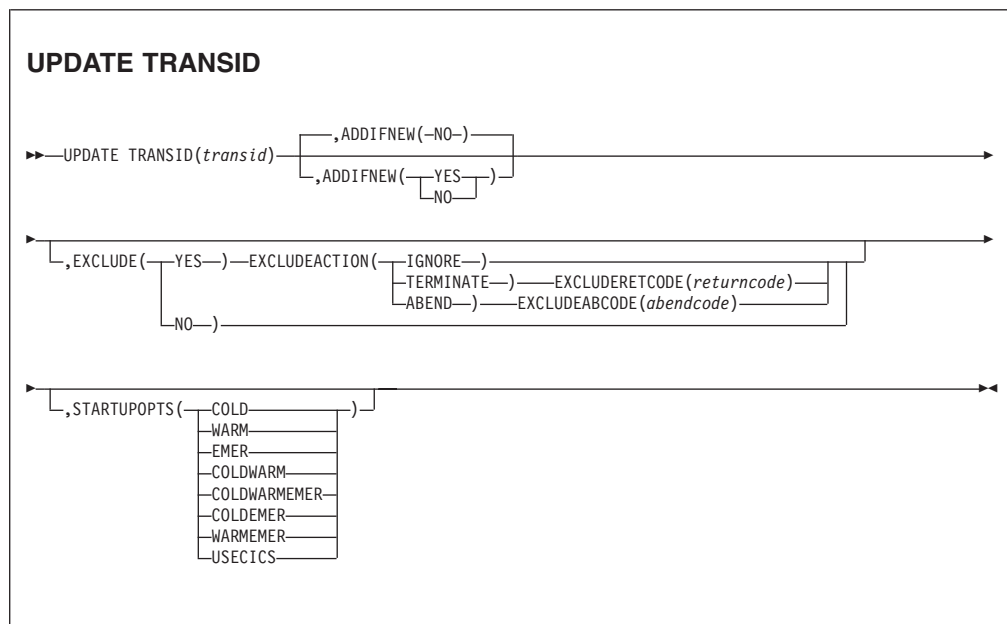 UPDATE TRANSID
,ADDIFNEW(NO)
UPDATE TRANSID(transid)
,ADDIFNEW(YES)
NO
,EXCLUDE(YES) EXCLUDEACTION(IGNORE)
TERMINATE) EXCLUDERETCODE(returncode)
ABEND) EXCLUDEABCODE(abendcode)
NO)
,STARTUPOPTS(COLD)
WARM
EMER
COLDWARM
COLDWARMEMER
COLDEMER
WARMEMER
USECICS